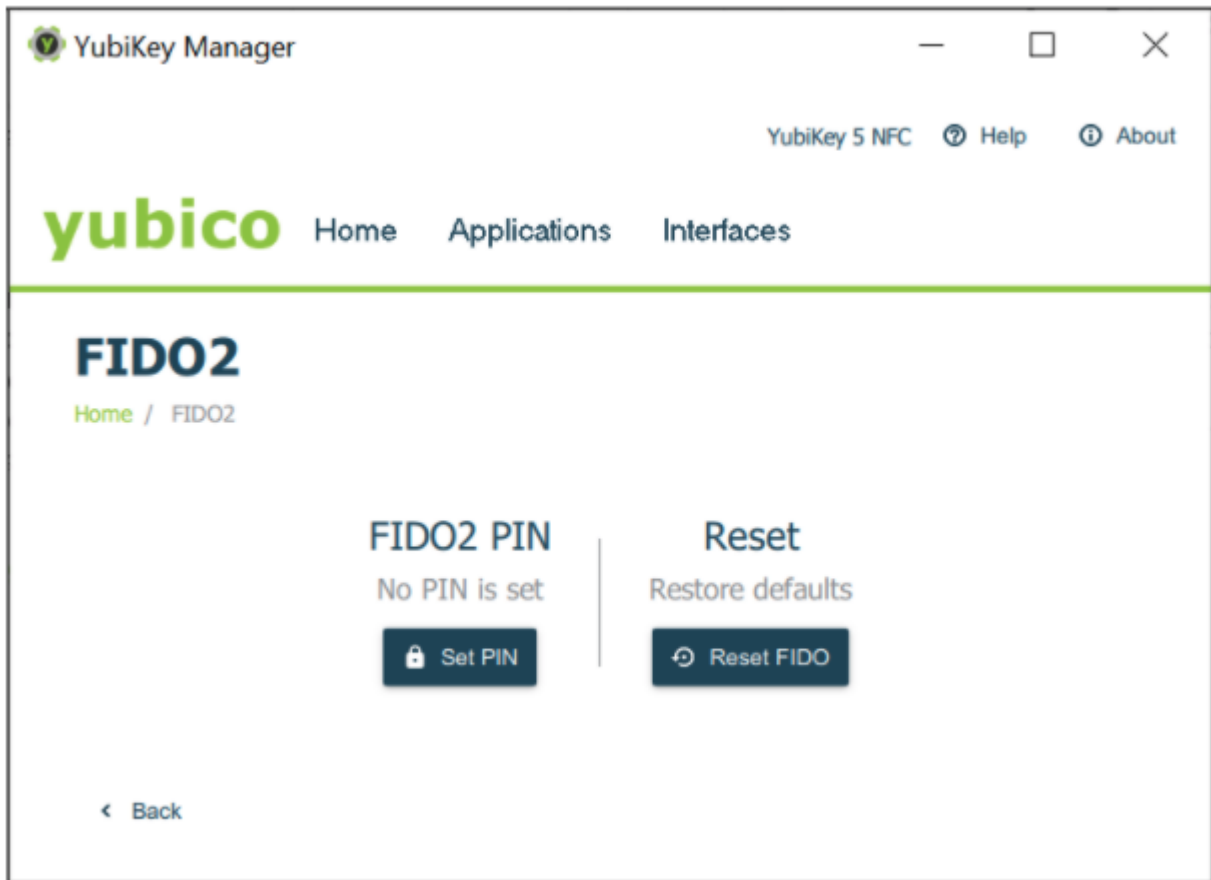 YubiKey Manager
YubiKey 5 NFC Help About
yubico Home Applications Interfaces
FIDO2
Home / FIDO2
FIDO2 PIN Reset
No PIN is set Restore defaults
Set PIN Reset FIDO
Back